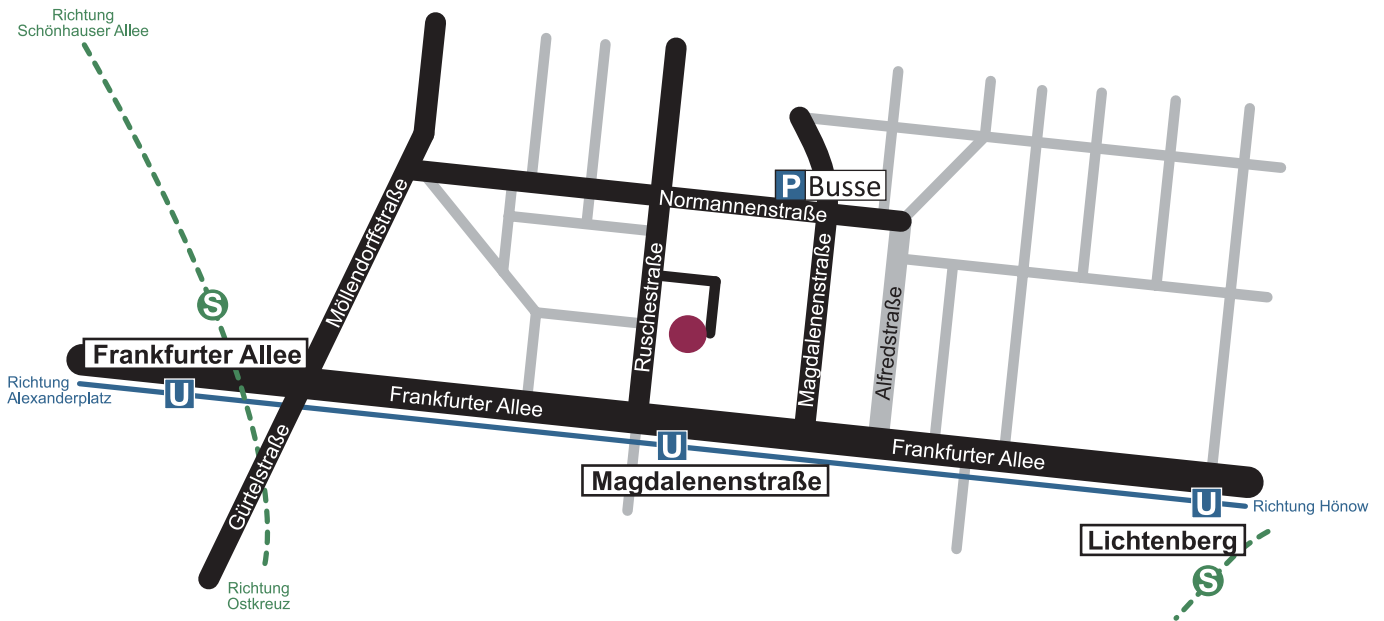 Richtung
Schönhauser Allee
P Busse
Normannenstraße
Möllendorffstraße
Ruschestraße
Magdalenenstraße
Alfredstraße
S
Frankfurter Allee
Richtung
Alexanderplatz
U
Frankfurter Allee
Frankfurter Allee
U
Magdalenenstraße
Gürtelstraße
U
Richtung Hönow
Lichtenberg
S
Richtung
Ostkreuz